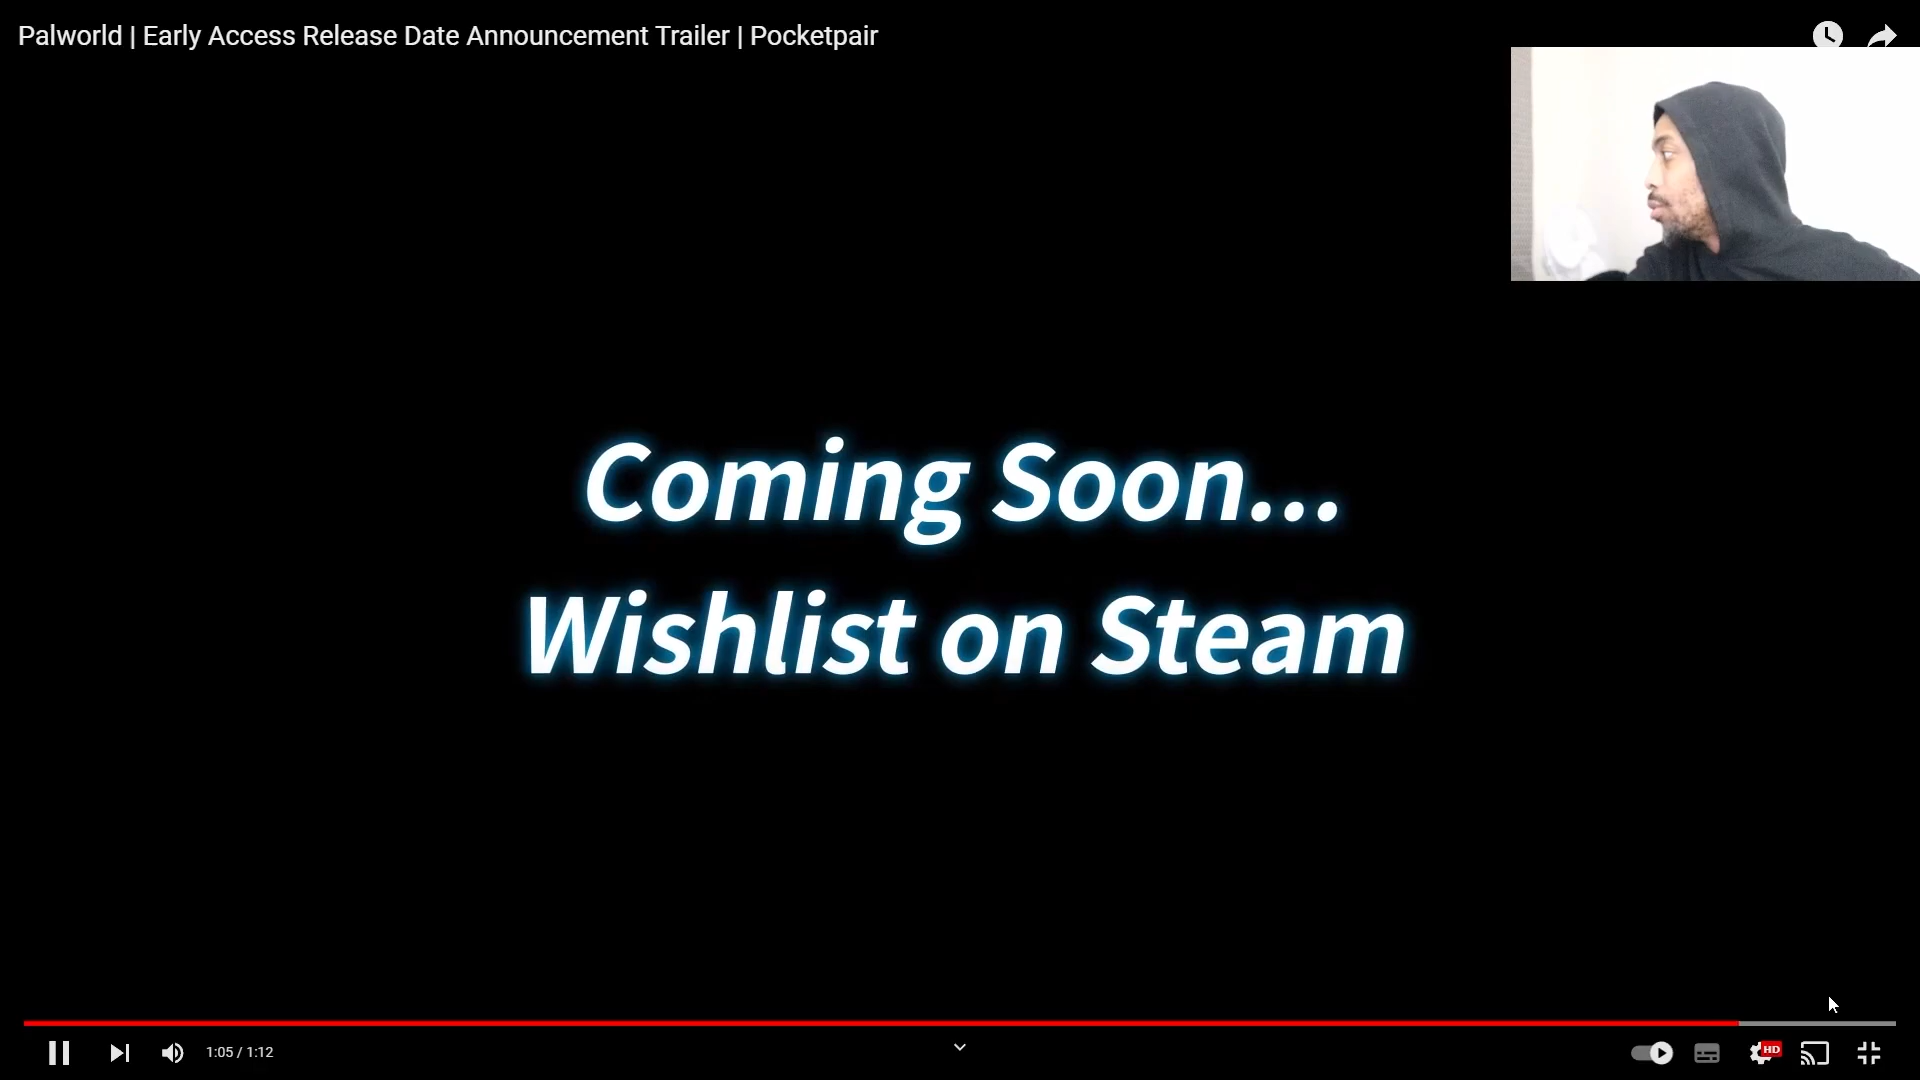 Palworld | Early Access Release Date Announcement Trailer | Pocketpair
Coming Soon...
Wishlist on Steam
1:05 / 1:12
HD